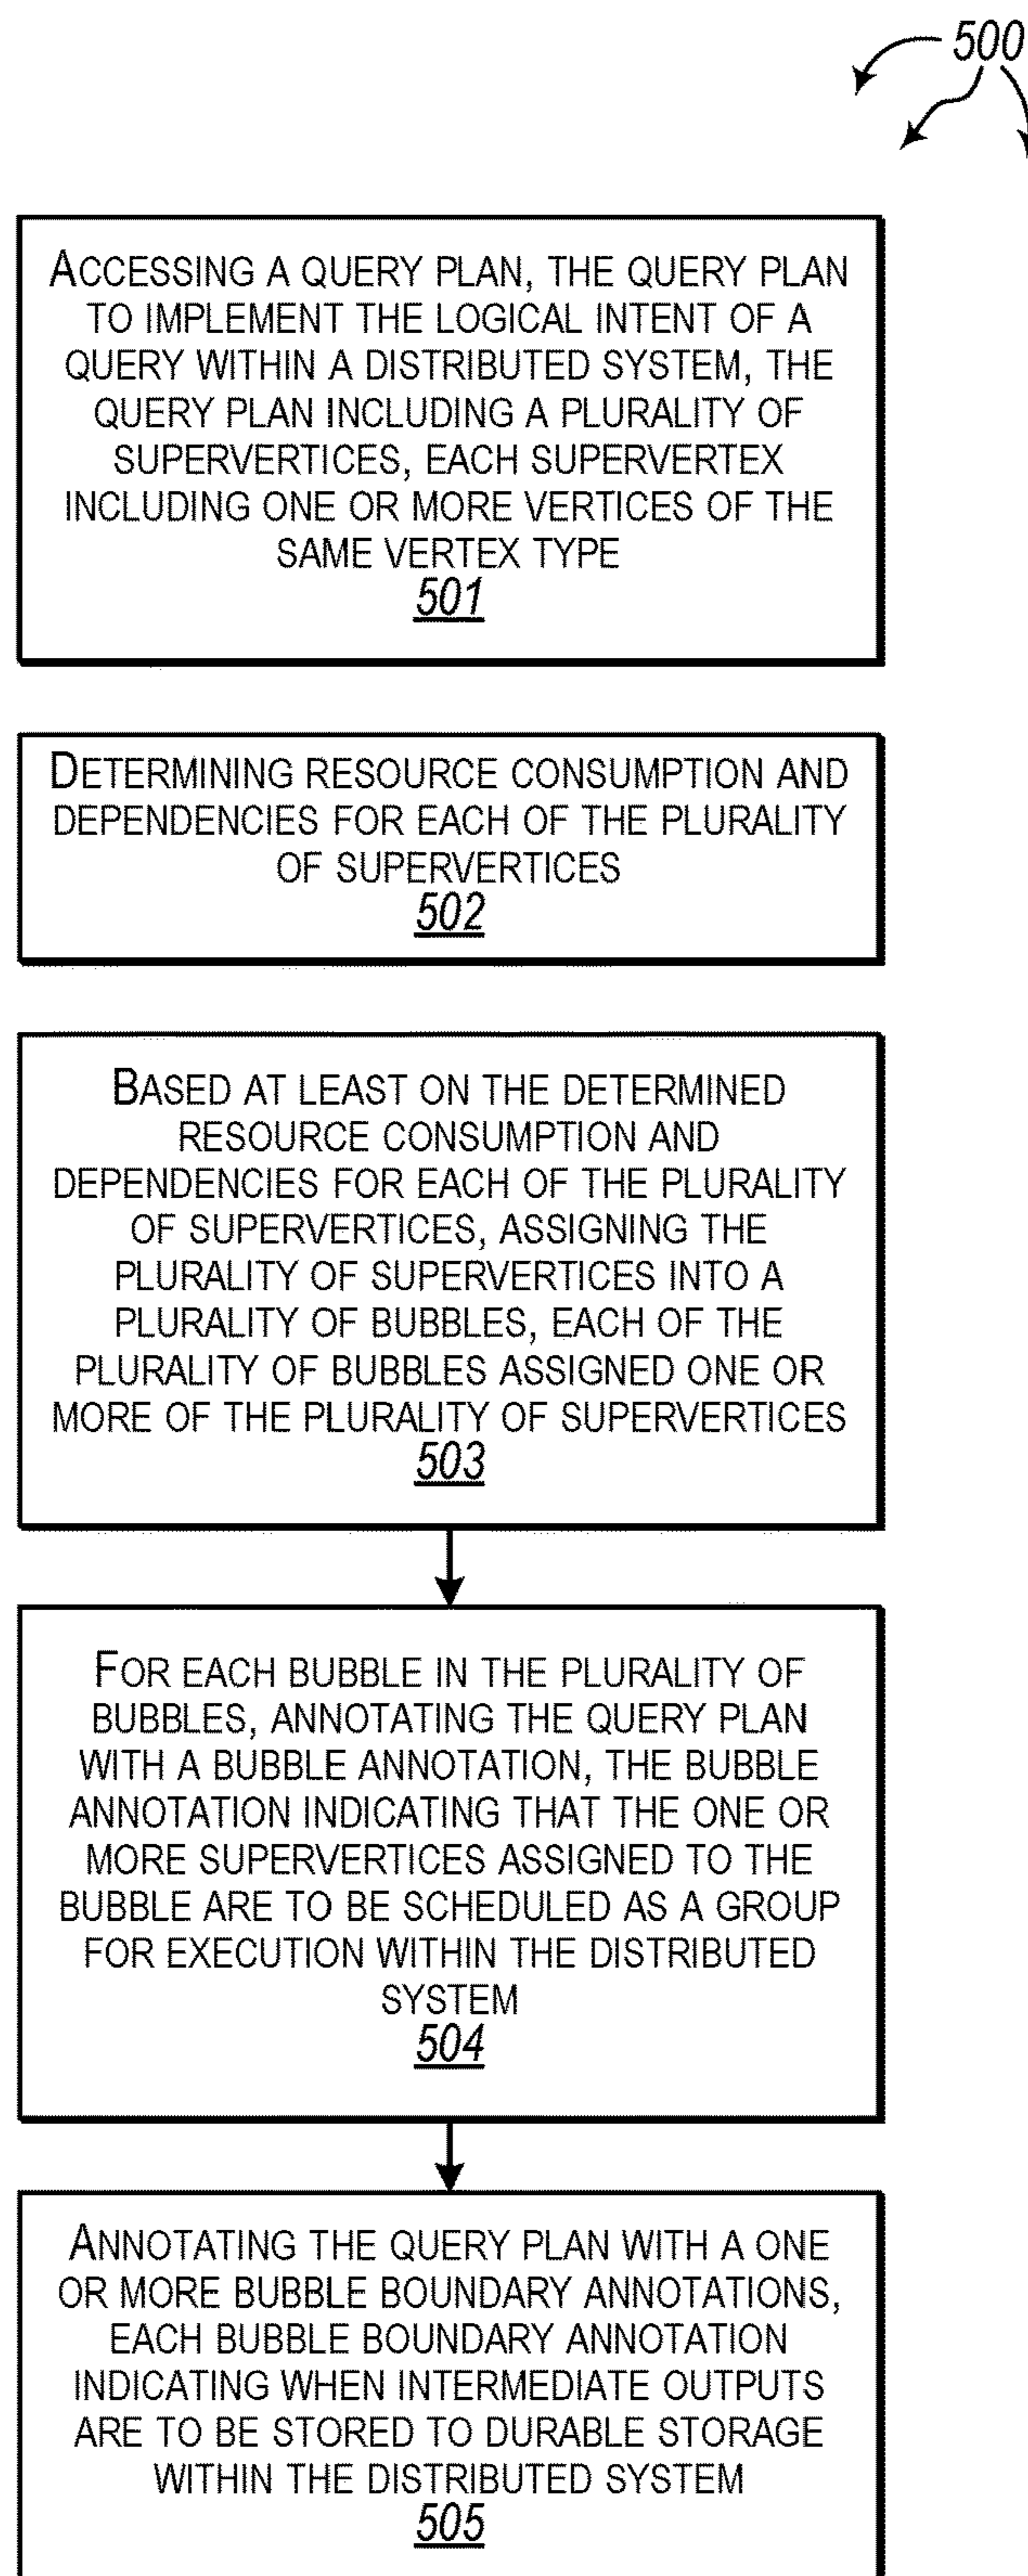 500
ACCESSING A QUERY PLAN, THE QUERY PLAN
TO IMPLEMENT THE LOGICAL INTENT OF A
QUERY WITHIN A DISTRIBUTED SYSTEM, THE
QUERY PLAN INCLUDING A PLURALITY OF
SUPERVERTICES, EACH SUPERVERTEX
INCLUDING ONE OR MORE VERTICES OF THE
SAME VERTEX TYPE
501
DETERMINING RESOURCE CONSUMPTION AND
DEPENDENCIES FOR EACH OF THE PLURALITY
OF SUPERVERTICES
502
BASED AT LEAST ON THE DETERMINED
RESOURCE CONSUMPTION AND
DEPENDENCIES FOR EACH OF THE PLURALITY
OF SUPERVERTICES, ASSIGNING THE
PLURALITY OF SUPERVERTICES INTO A
PLURALITY OF BUBBLES, EACH OF THE
PLURALITY OF BUBBLES ASSIGNED ONE OR
MORE OF THE PLURALITY OF SUPERVERTICES
503
FOR EACH BUBBLE IN THE PLURALITY OF
BUBBLES, ANNOTATING THE QUERY PLAN
WITH A BUBBLE ANNOTATION, THE BUBBLE
ANNOTATION INDICATING THAT THE ONE OR
MORE SUPERVERTICES ASSIGNED TO THE
BUBBLE ARE TO BE SCHEDULED AS A GROUP
FOR EXECUTION WITHIN THE DISTRIBUTED
SYSTEM
504
ANNOTATING THE QUERY PLAN WITH A ONE
OR MORE BUBBLE BOUNDARY ANNOTATIONS,
EACH BUBBLE BOUNDARY ANNOTATION
INDICATING WHEN INTERMEDIATE OUTPUTS
ARE TO BE STORED TO DURABLE STORAGE
WITHIN THE DISTRIBUTED SYSTEM
505